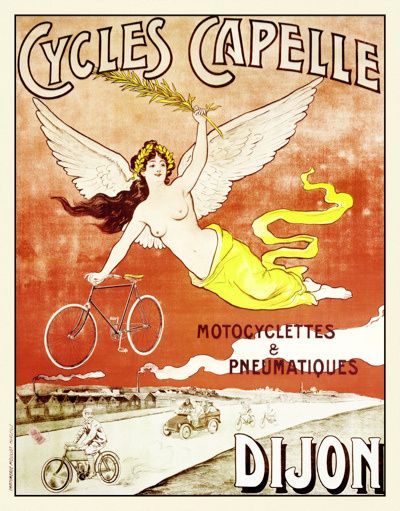 CYCLES CAPELLE
MOTOCYCLETTES
&
PNEUMATIQUES
DIJON